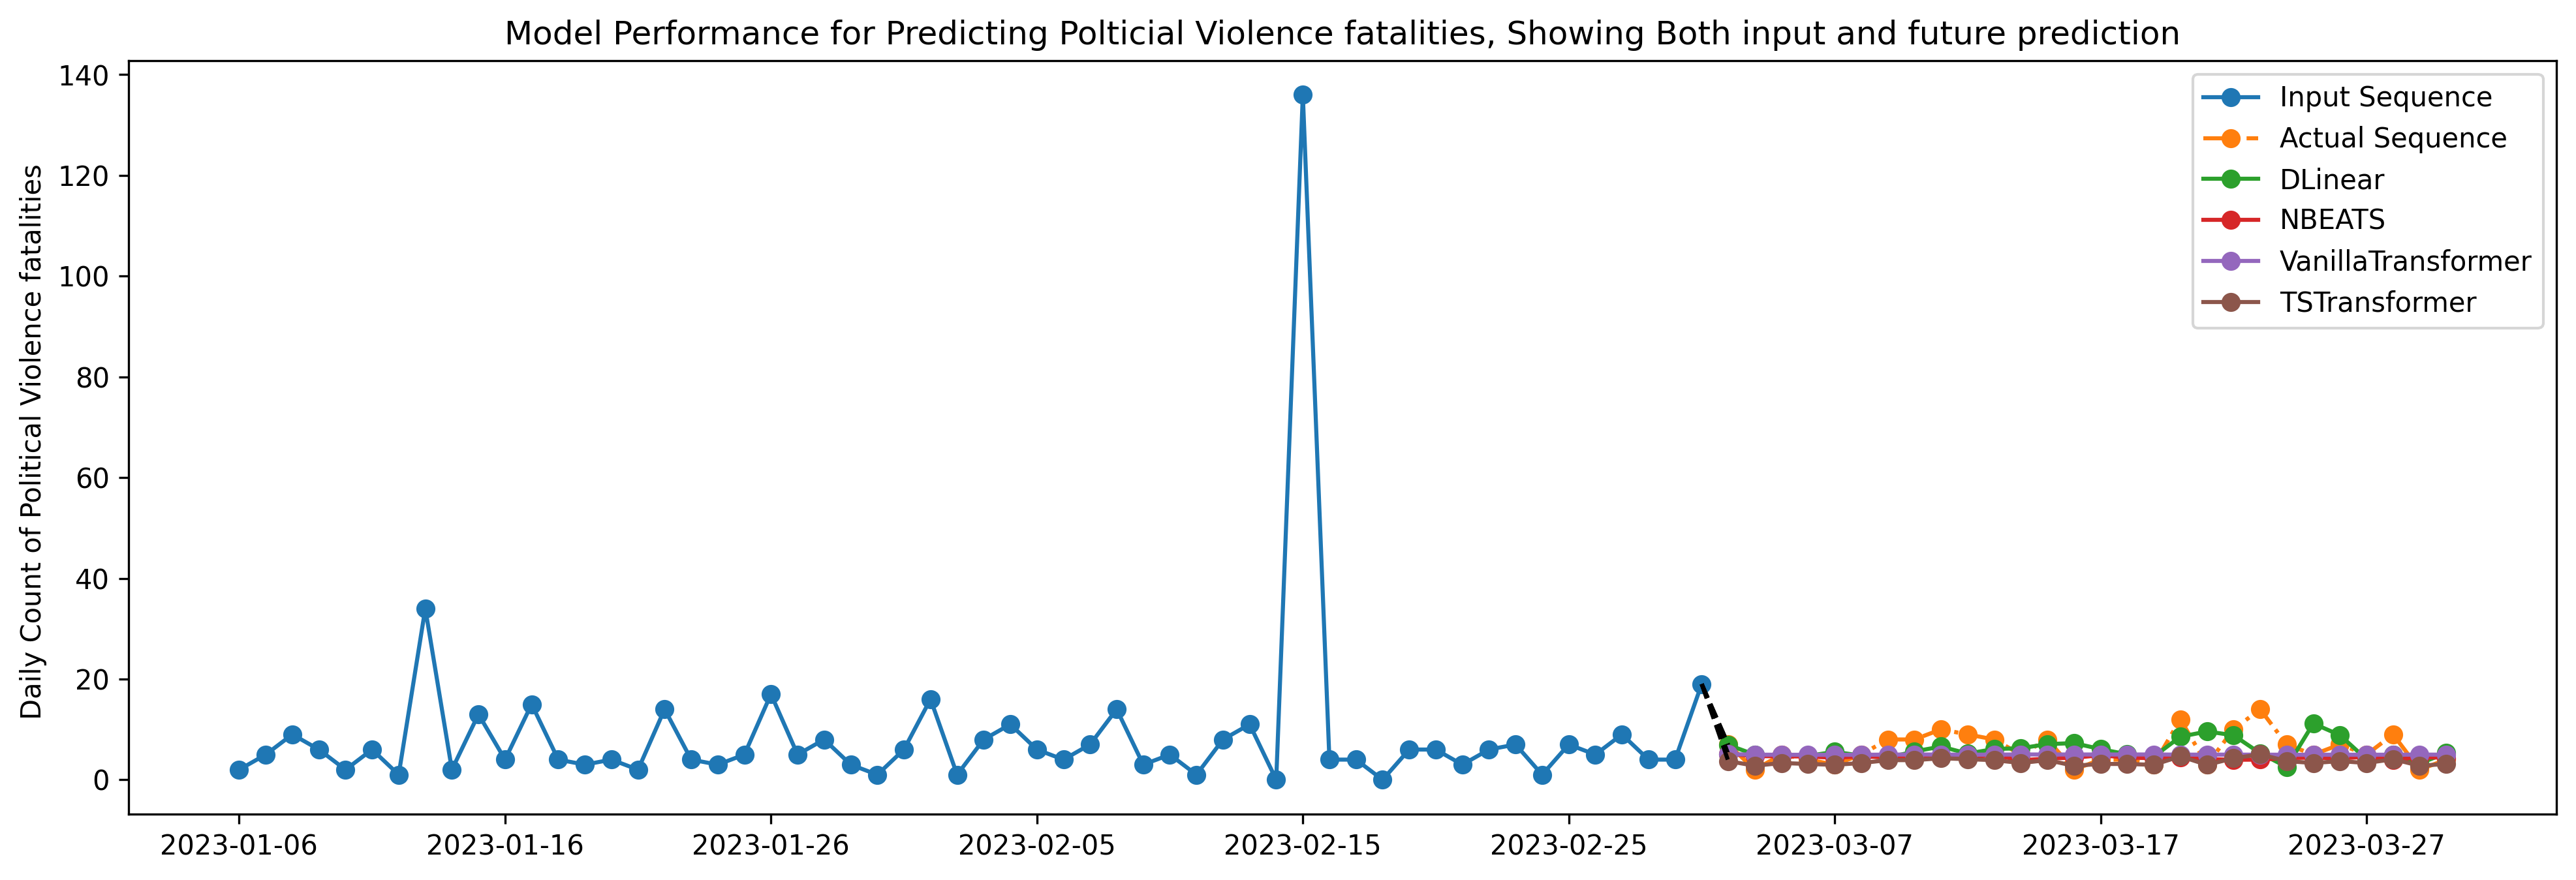 Model Performance for Predicting Polticial Violence fatalities, Showing Both input and future prediction
Daily Count of Political Violence fatalities
140
120
100
80
60
40
20
0
Input Sequence
Actual Sequence
DLinear
NBEATS
VanillaTransformer
TSTransformer
2023-01-06 2023-01-16 2023-01-26 2023-02-05 2023-02-15 2023-02-25 2023-03-07 2023-03-17 2023-03-27